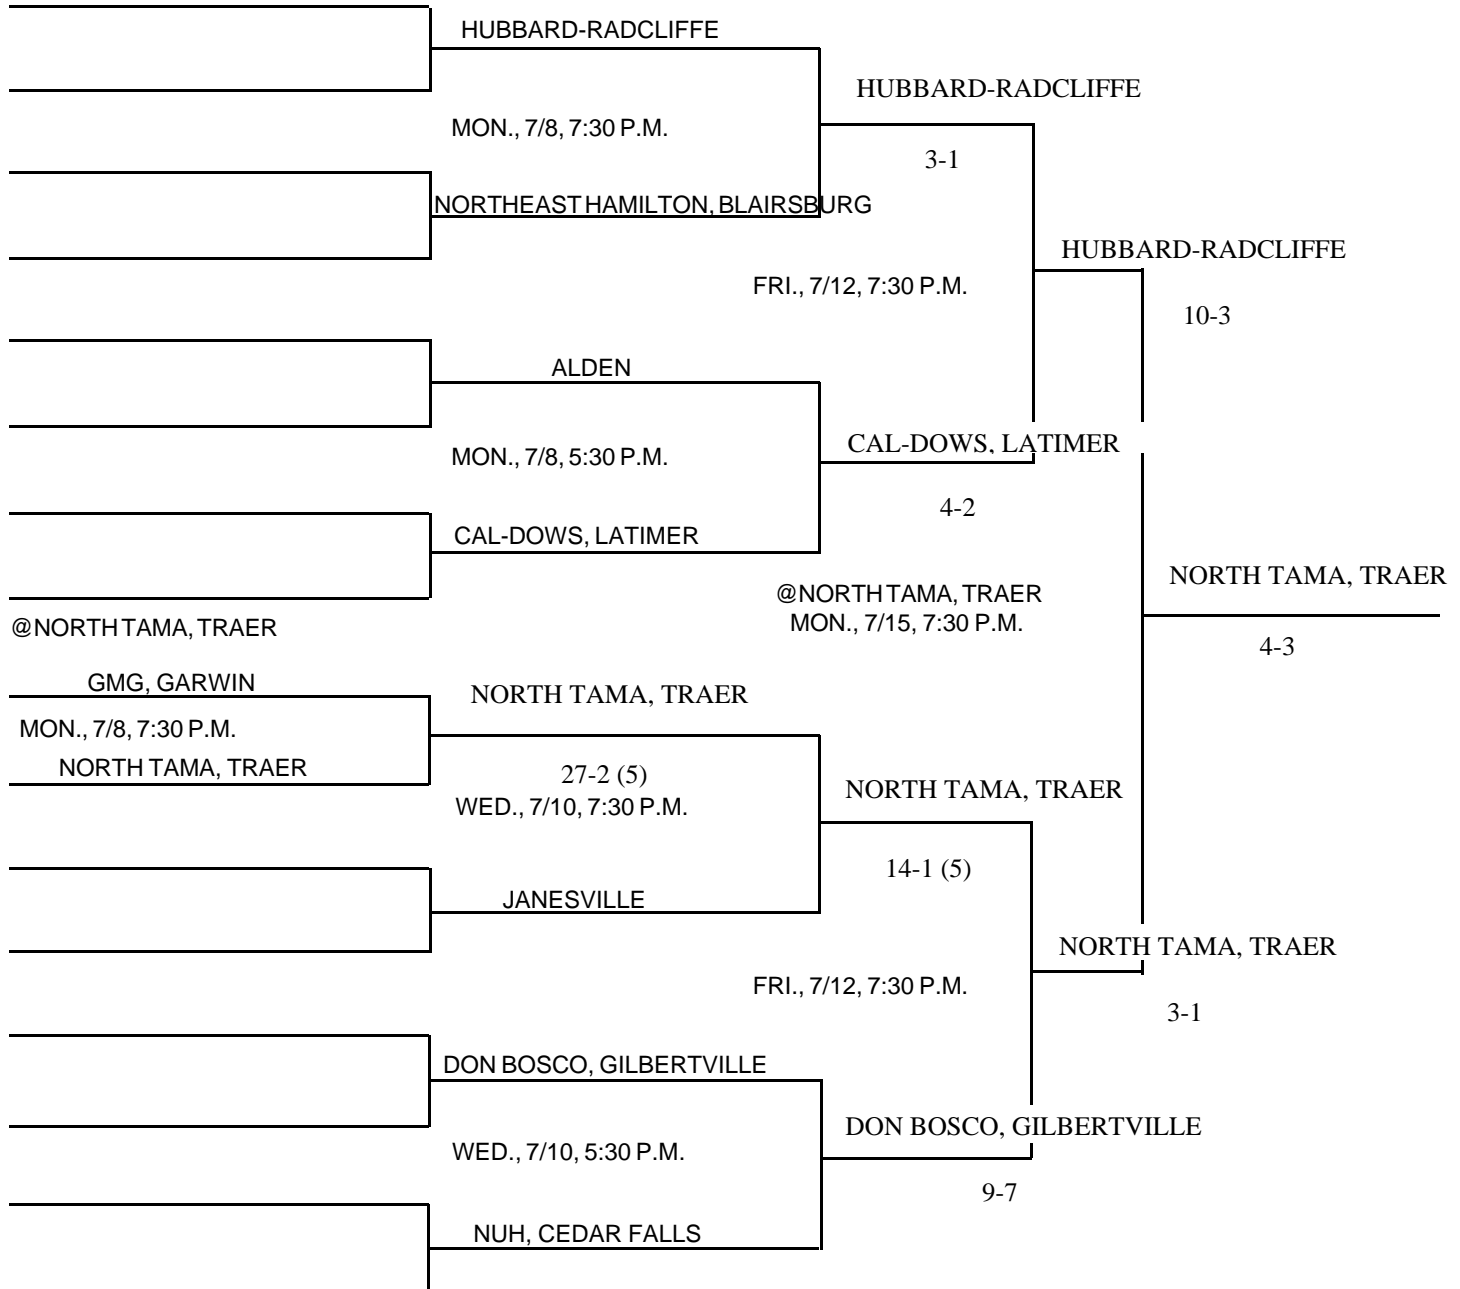 HUBBARD-RADCLIFFE
HUBBARD-RADCLIFFE
MON., 7/8, 7:30 P.M.
3-1
NORTHEAST HAMILTON, BLAIRSBURG
HUBBARD-RADCLIFFE
FRI., 7/12, 7:30 P.M.
10-3
ALDEN
CAL-DOWS, LATIMER
MON., 7/8, 5:30 P.M.
4-2
CAL-DOWS, LATIMER
NORTH TAMA, TRAER
@NORTH TAMA, TRAER
MON., 7/15, 7:30 P.M.
@NORTH TAMA, TRAER
4-3
GMG, GARWIN
NORTH TAMA, TRAER
MON., 7/8, 7:30 P.M.
NORTH TAMA, TRAER
27-2 (5)
NORTH TAMA, TRAER
WED., 7/10, 7:30 P.M.
14-1 (5)
JANESVILLE
NORTH TAMA, TRAER
FRI., 7/12, 7:30 P.M.
3-1
DON BOSCO, GILBERTVILLE
DON BOSCO, GILBERTVILLE
WED., 7/10, 5:30 P.M.
9-7
NUH, CEDAR FALLS